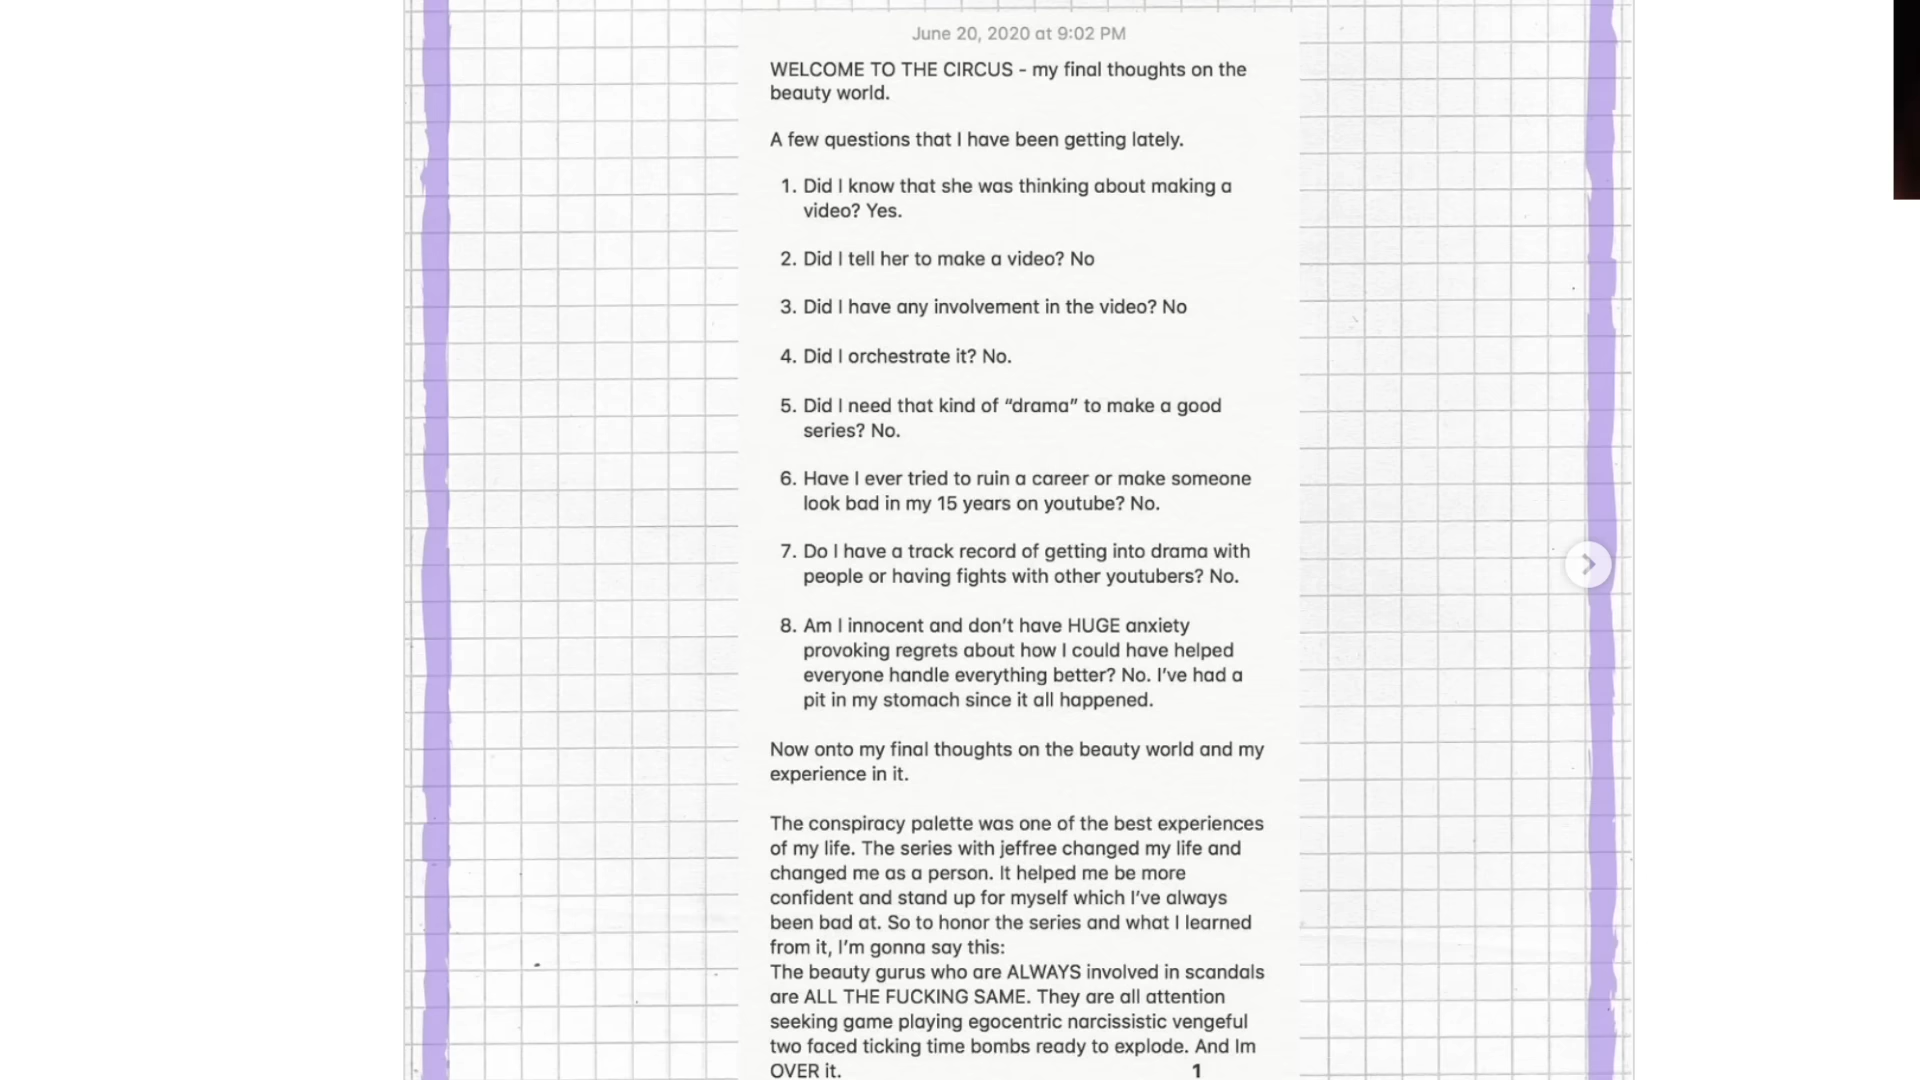 June 20, 2020 at 9:02 PM
WELCOME TO THE CIRCUS - my final thoughts on the
beauty world.
A few questions that I have been getting lately.
1. Did I know that she was thinking about making a
video? Yes.
2. Did I tell her to make a video? No
3. Did I have any involvement in the video? No
4. Did I orchestrate it? No.
5. Did I need that kind of “drama” to make a good
series? No.
6. Have I ever tried to ruin a career or make someone
look bad in my 15 years on youtube? No.
7. Do I have a track record of getting into drama with
people or having fights with other youtubers? No.
8. Am I innocent and don’t have HUGE anxiety
provoking regrets about how I could have helped
everyone handle everything better? No. I’ve had a
pit in my stomach since it all happened.
Now onto my final thoughts on the beauty world and my
experience in it.
The conspiracy palette was one of the best experiences
of my life. The series with jeffree changed my life and
changed me as a person. It helped me be more
confident and stand up for myself which I’ve always
been bad at. So to honor the series and what I learned
from it, I’m gonna say this:
The beauty gurus who are ALWAYS involved in scandals
are ALL THE FUCKING SAME. They are all attention
seeking game playing egocentric narcissistic vengeful
two faced ticking time bombs ready to explode. And Im
OVER it. 1